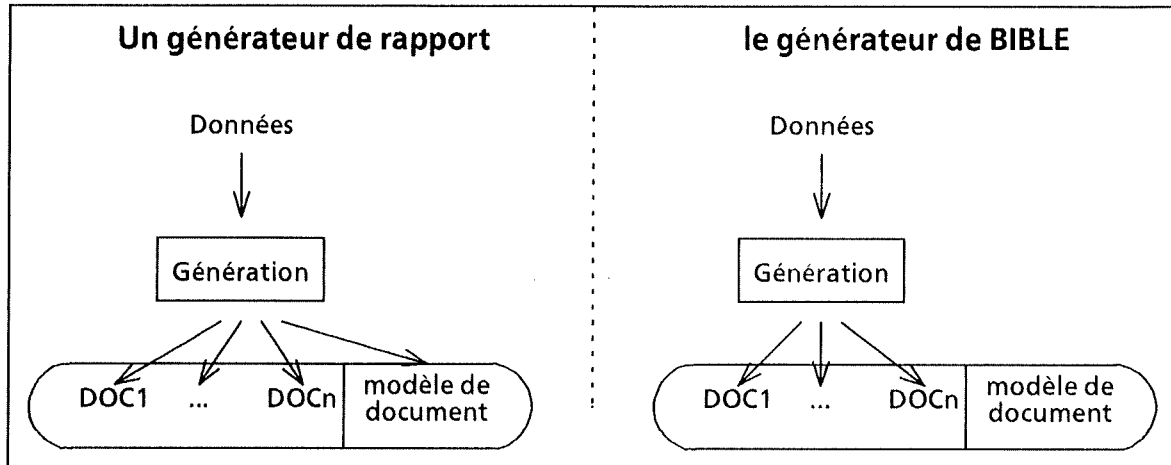 Un générateur de rapport
Données
Génération
DOC1 ... DOCn
modèle de
document
le générateur de BIBLE
Données
Génération
DOC1 ... DOCn
modèle de
document